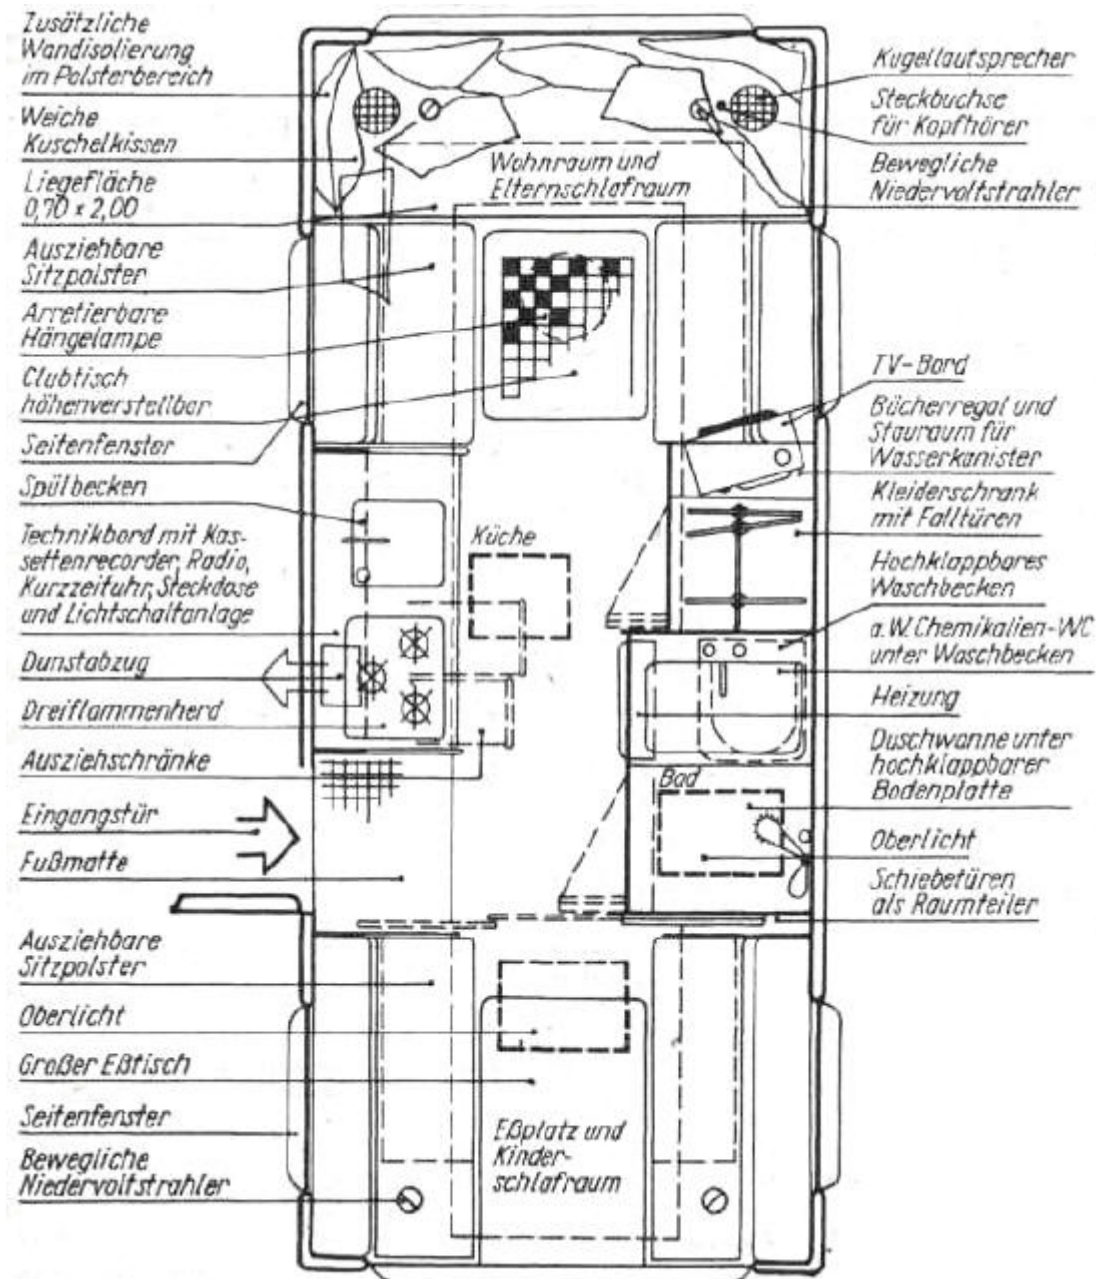 Zusätzliche
Wandisolierung
im Polsterbereich
Weiche
Kuschelkissen
Liegefläche
0,70 x 2,00
Ausziehbare
Sitzpolster
Arretierbare
Hängelampe
Clubtisch
höhenverstellbar
Seitenfenster
Spülbecken
Technikbord mit Kas-
settenrecorder, Radio,
Kurzzeituhr, Steckdose
und Lichtschaltanlage
Dunstabzug
Dreiflammenherd
Ausziehschränke
Eingangstür
Fußmatte
Ausziehbare
Sitzpolster
Oberlicht
Großer Eßtisch
Seitenfenster
Bewegliche
Niedervoltstrahler
Wohnraum und
Elternschlafraum
Küche
Bad
Eßplatz und
Kinder-
schlafraum
Kugellautsprecher
Steckbuchse
für Kopfhörer
Bewegliche
Niedervoltstrahler
TV-Bord
Bücherregal und
Stauraum für
Wasserkanister
Kleiderschrank
mit Falltüren
Hochklappbares
Waschbecken
a.W. Chemikalien-WC
unter Waschbecken
Heizung
Duschwanne unter
hochklappbarer
Bodenplatte
Oberlicht
Schiebetüren
als Raumteiler